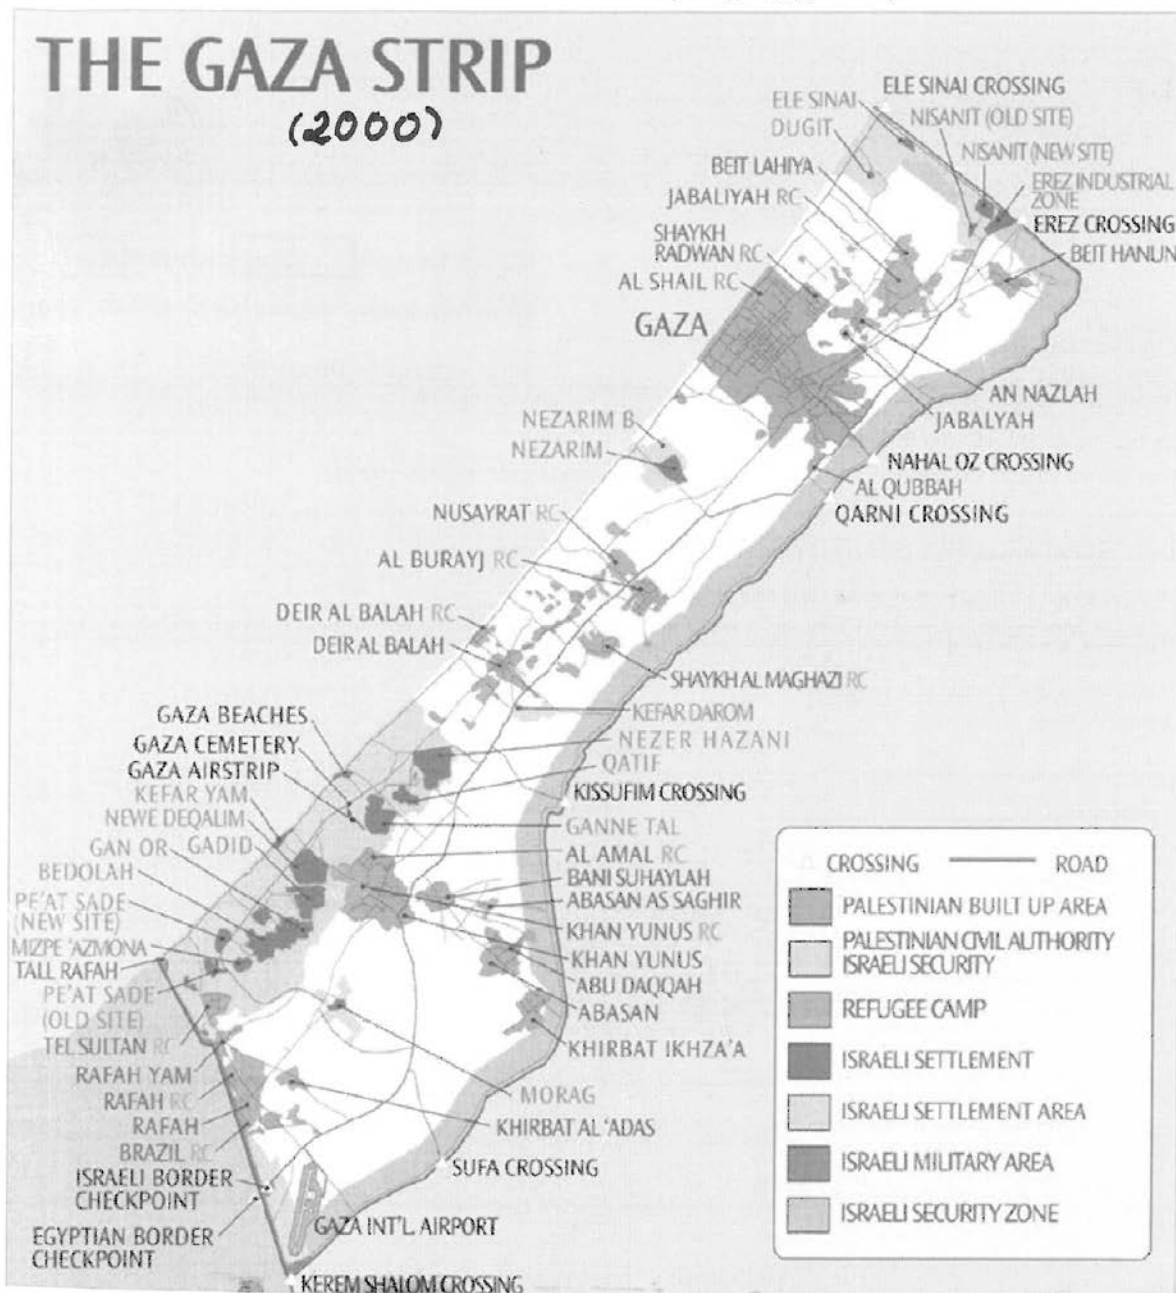 THE GAZA STRIP
(2000)
ELE SINAI CROSSING
ELE SINAI
NISANIT (OLD SITE)
DUGIT
NISANIT (NEW SITE)
BEIT LAHIYA
EREZ INDUSTRIAL
ZONE
JABALIYAH RC
EREZ CROSSING
SHAYKH
RADWAN RC
BEIT HANUN
AL SHAIL RC
GAZA
AN NAZLAH
JABALYAH
NEZARIM B
NEZARIM
NAHAL OZ CROSSING
AL QUBBAH
QARNI CROSSING
NUSAYRAT RC
AL BURAYJ RC
DEIR AL BALAH RC
DEIR AL BALAH
SHAYKH AL MAGHAZI RC
KEFAR DAROM
GAZA BEACHES
NEZER HAZANI
GAZA CEMETERY
QATIF
GAZA AIRSTRIP
KISSUFIM CROSSING
KEFAR YAM
NEWE DEQALIM
GANNE TAL
GADID
GAN OR
AL AMAL RC
BEDOLAH
BANI SUHAYLAH
ABASAN AS SAGHIR
PE'AT SADE
(NEW SITE)
KHAN YUNUS RC
MIZPE 'AZMONA
KHAN YUNUS
TALL RAFAH
ABU DAQQAH
PE'AT SADE
(OLD SITE)
ABASAN
TEL SULTAN RC
KHIRBAT IKHZA'A
RAFAH YAM
MORAG
RAFAH RC
RAFAH
KHIRBAT AL 'ADAS
BRAZIL RC
SUFA CROSSING
ISRAELI BORDER
CHECKPOINT
GAZA INT'L. AIRPORT
EGYPTIAN BORDER
CHECKPOINT
KEREM SHALOM CROSSING
CROSSING
ROAD
PALESTINIAN BUILT UP AREA
PALESTINIAN CIVIL AUTHORITY
ISRAELI SECURITY
REFUGEE CAMP
ISRAELI SETTLEMENT
ISRAELI SETTLEMENT AREA
ISRAELI MILITARY AREA
ISRAELI SECURITY ZONE